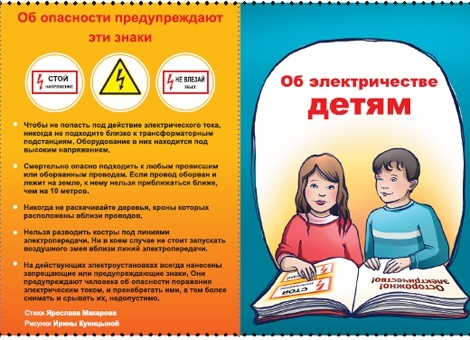 Об опасности предупреждают
эти знаки
СТОЙ
НАПРЯЖЕНИЕ
НЕ ВЛЕЗАЙ
УБЬЕТ
Чтобы не попасть под действие электрического тока,
никогда не подходите близко к трансформаторным
подстанциям, Оборудование в них находится под
высоким напряжением,
Смертельно опасно подходить к любым провисшим
или оборванным проводам. Если провод оборван и
лежит на земле, к нему нельзя приближаться ближе,
чем на 10 метров.
Никогда не раскачивайте деревья, кроны которых
расположены вблизи проводов,
Нельзя разводить костры под линиями
электропередачи. Ни в коем случае не стоит запускать
воздушного змея вблизи линий электропередачи.
На действующих электроустановках всегда нанесены
запрещающие или предупреждающие знаки, Они
предупреждают человека об опасности поражения
электрическим током, и пренебрегать ими, а тем более
снимать и срывать их, недопустимо.
Стихи Ярослава Макарова
Рисунки Ирины Куницыной
Об электричестве
детям
СТОЙ
Осторожно!
Электричество!